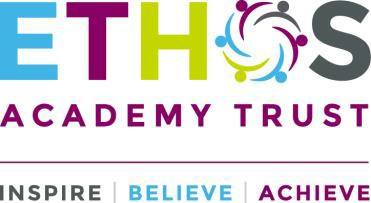 ETHOS
ACADEMY TRUST
INSPIRE | BELIEVE | ACHIEVE